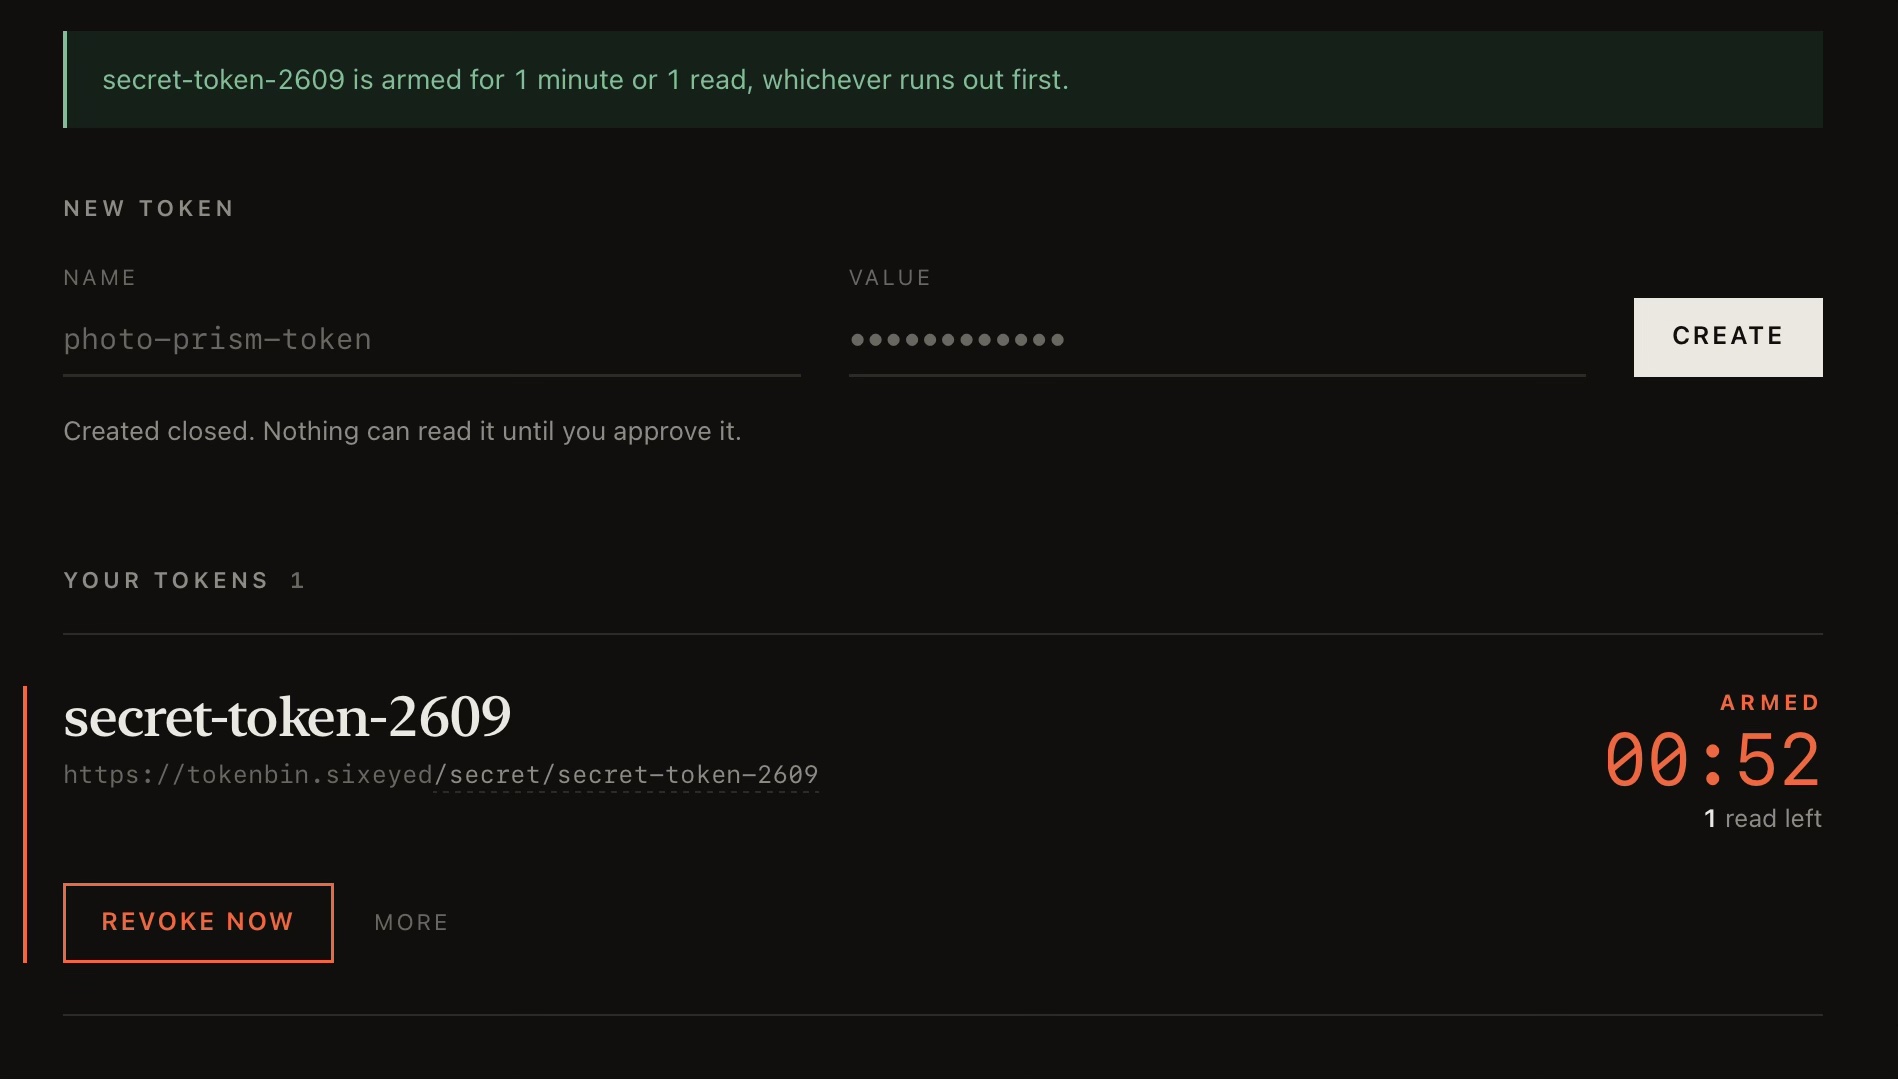 secret-token-2609 is armed for 1 minute or 1 read, whichever runs out first.
NEW TOKEN
NAME
VALUE
photo-prism-token
••••••••••••
CREATE
Created closed. Nothing can read it until you approve it.
YOUR TOKENS 1
secret-token-2609
https://tokenbin.sixeyed/secret/secret-token-2609
ARMED
00:52
1 read left
REVOKE NOW
MORE